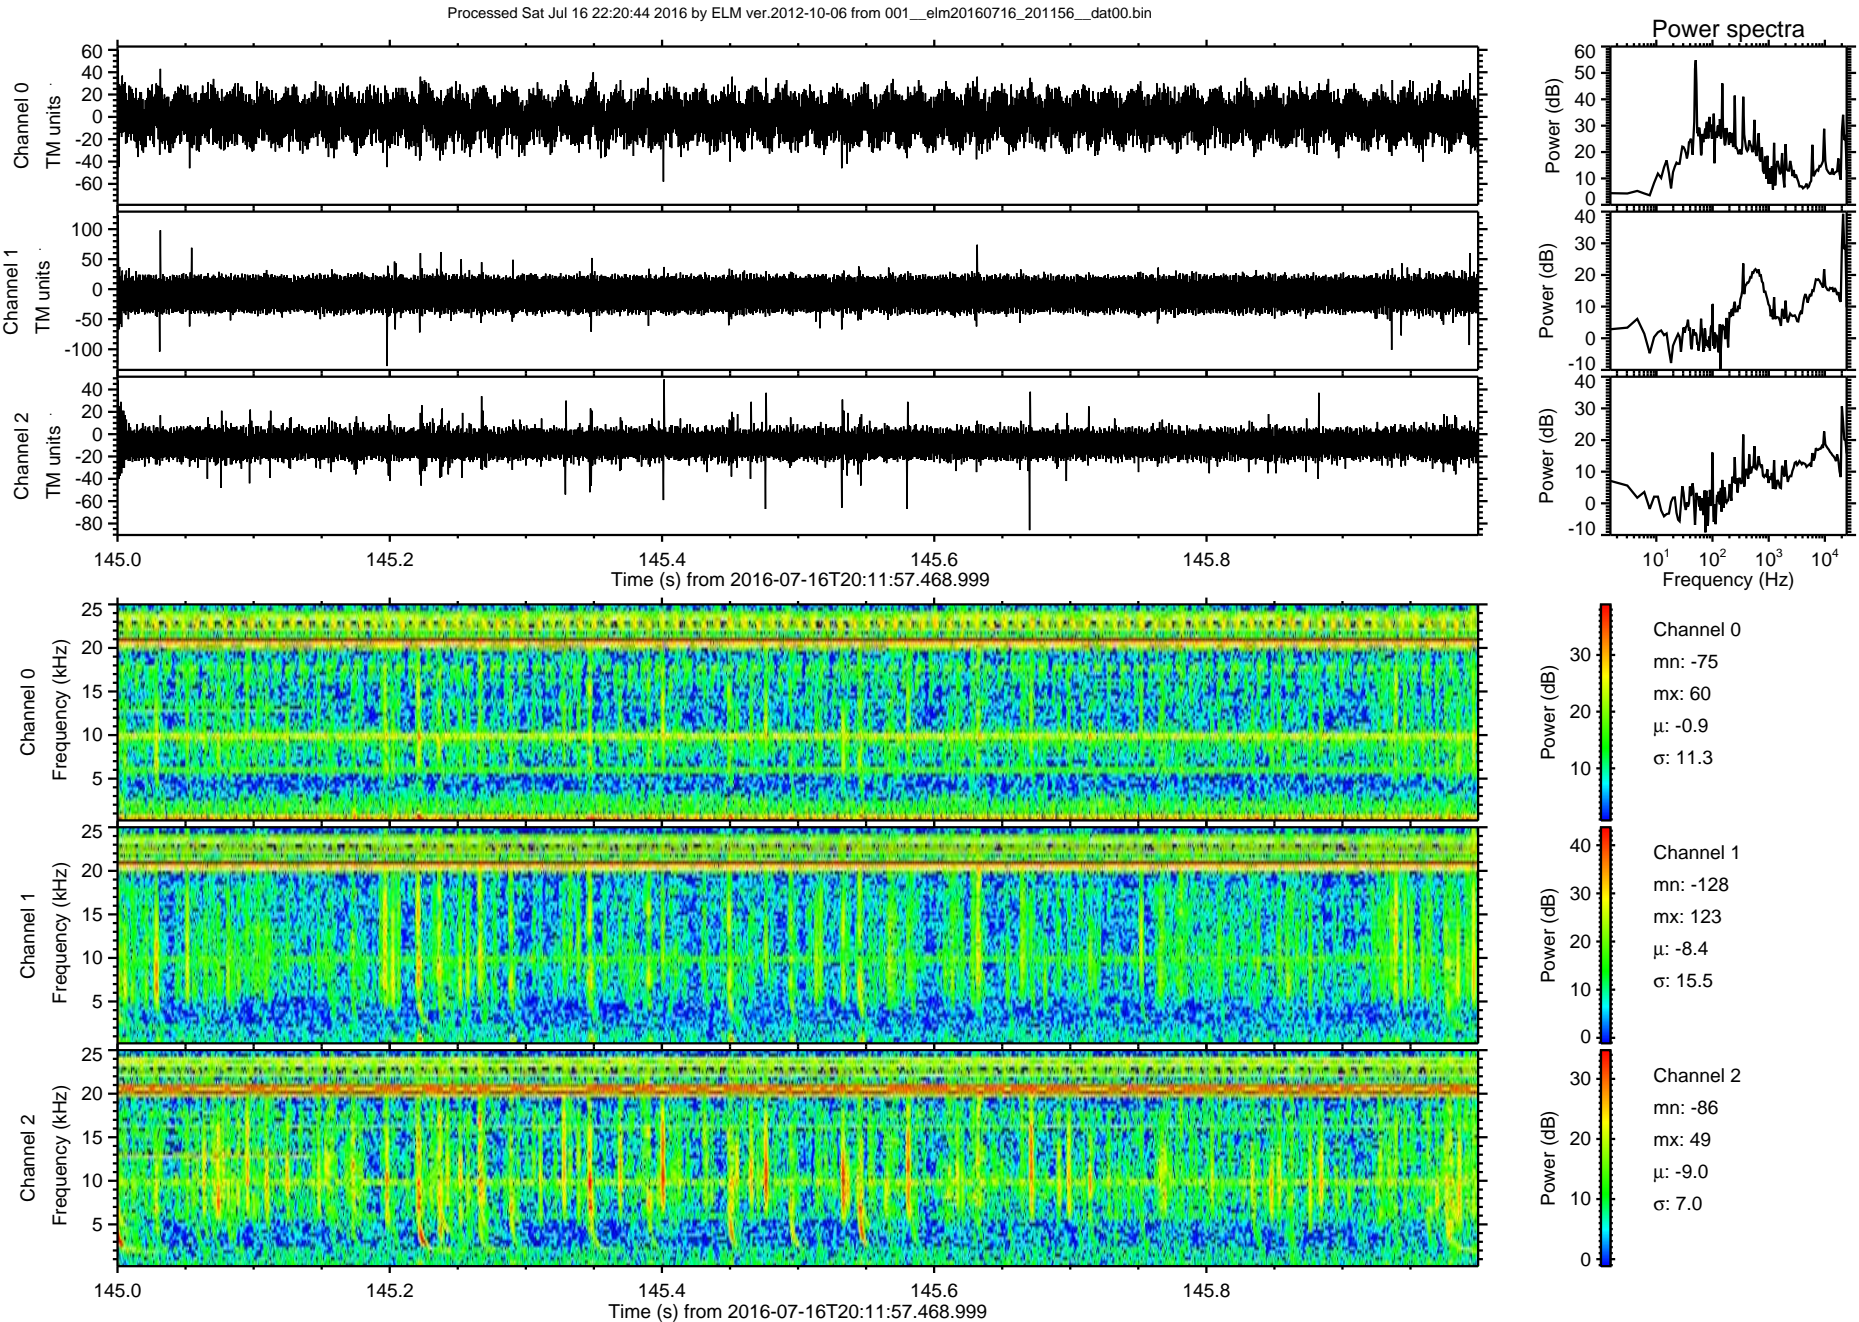 Processed Sat Jul 16 22:20:44 2016 by ELM ver.2012-10-06 from 001__elm20160716_201156__dat00.bin
Power spectra
Channel 0
TM units
60
40
20
0
-20
-40
-60
Power (dB)
60
50
40
30
20
10
0
Channel 1
TM units
100
50
0
-50
-100
Power (dB)
40
30
20
10
0
-10
Channel 2
TM units
40
20
0
-20
-40
-60
-80
Power (dB)
40
30
20
10
0
-10
145.0 145.2 145.4 145.6 145.8
Time (s) from 2016-07-16T20:11:57.468.999
10¹ 10² 10³ 10⁴
Frequency (Hz)
Channel 0
Frequency (kHz)
25
20
15
10
5
Power (dB)
30
20
10
Channel 0
mn: -75
mx: 60
μ: -0.9
σ: 11.3
Channel 1
Frequency (kHz)
25
20
15
10
5
Power (dB)
40
30
20
10
0
Channel 1
mn: -128
mx: 123
μ: -8.4
σ: 15.5
Channel 2
Frequency (kHz)
25
20
15
10
5
Power (dB)
30
20
10
0
Channel 2
mn: -86
mx: 49
μ: -9.0
σ: 7.0
145.0 145.2 145.4 145.6 145.8
Time (s) from 2016-07-16T20:11:57.468.999